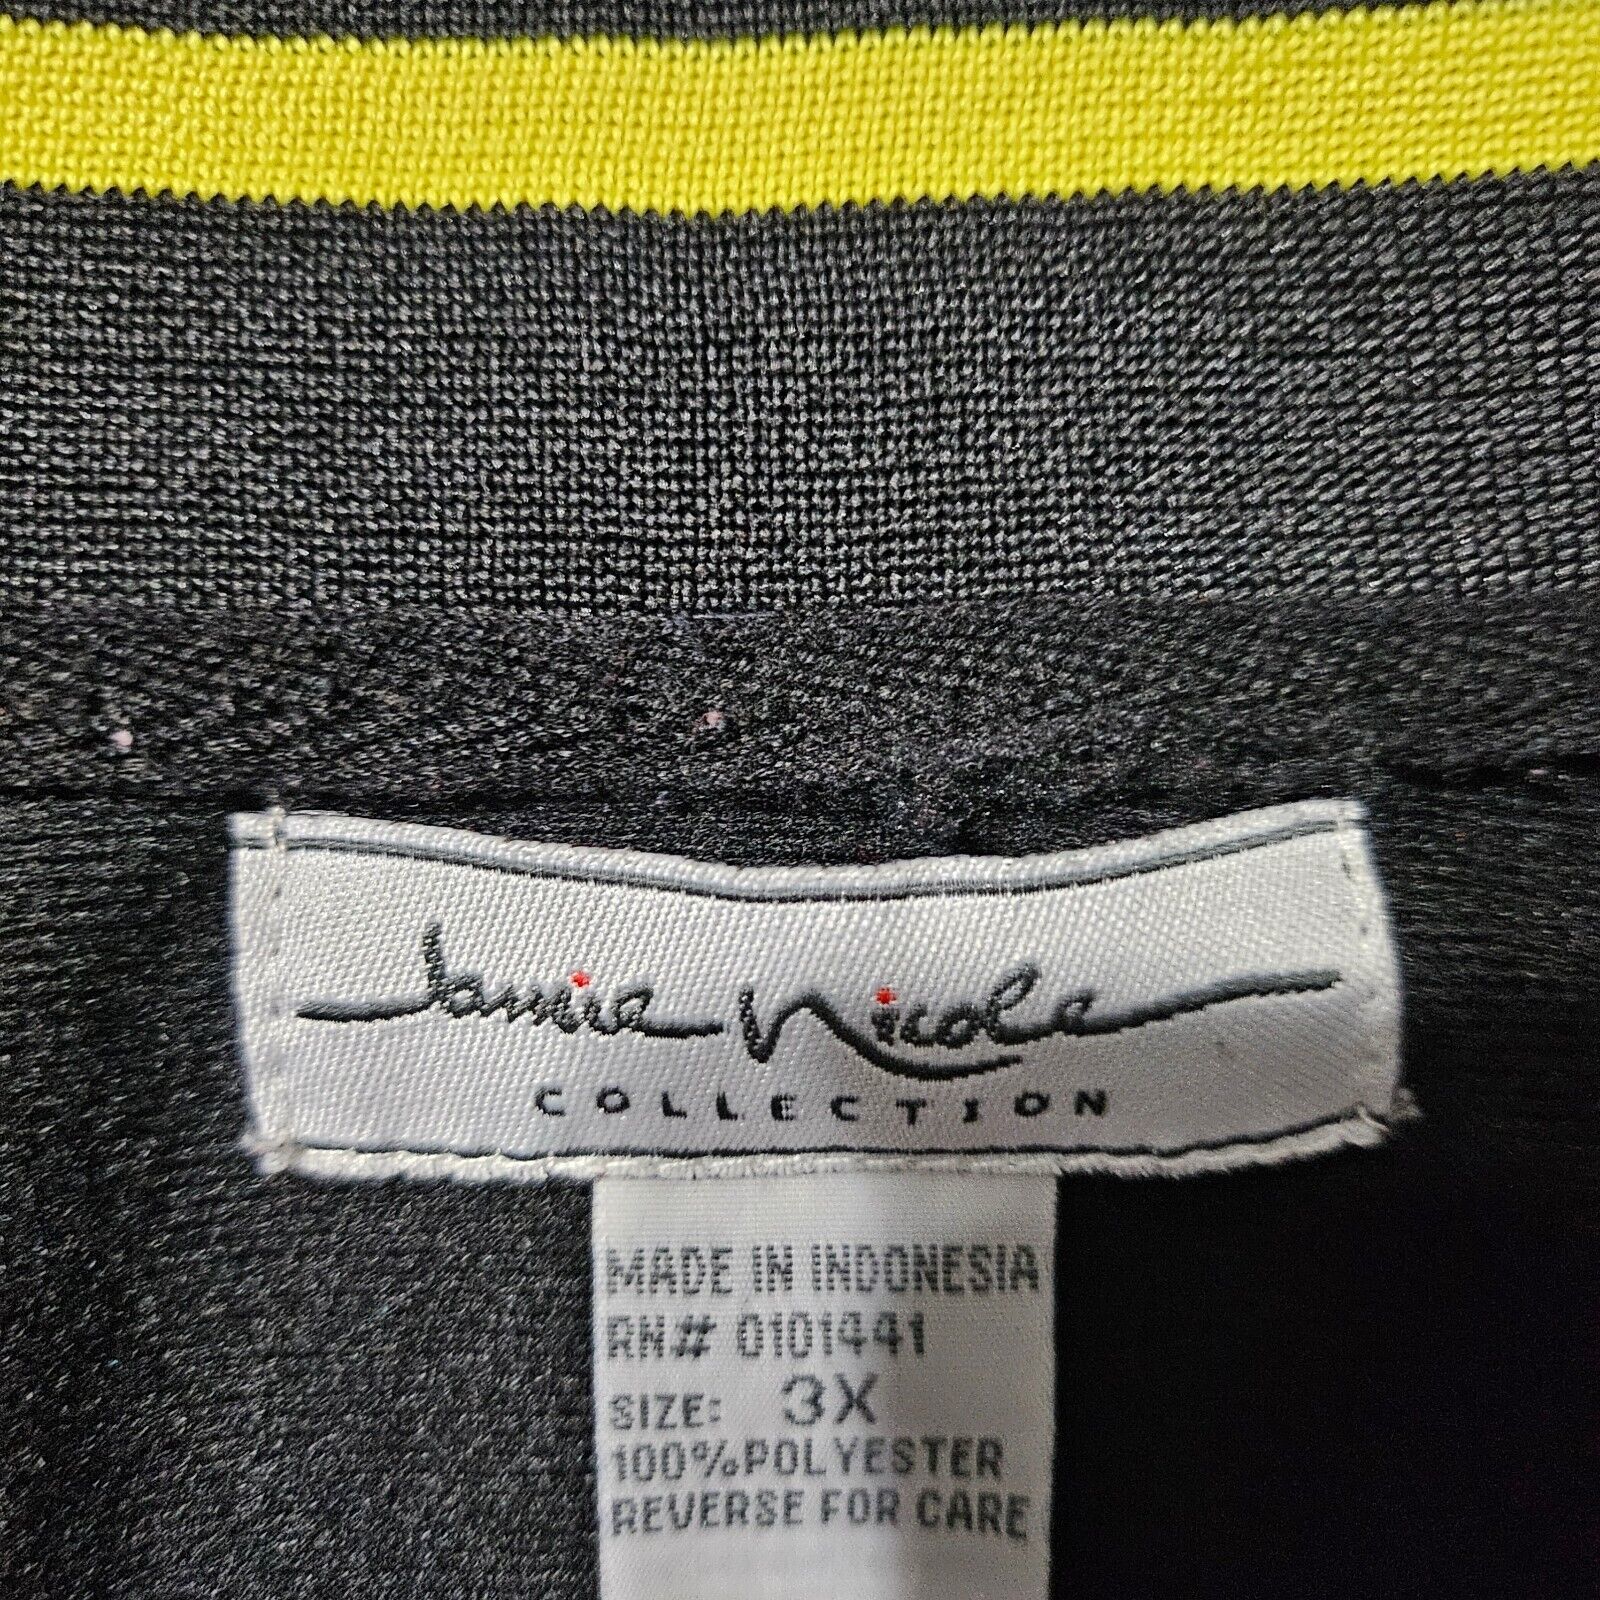 Jamie Nicole
COLLECTION
MADE IN INDONESIA
RN# 0101441
SIZE: 3X
100%POLYESTER
REVERSE FOR CARE